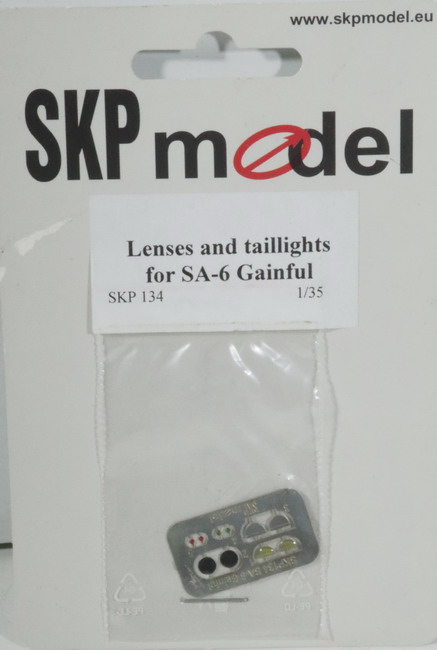 www.skpmodel.eu
SKP model
Lenses and taillights
for SA-6 Gainful
SKP 134 1/35